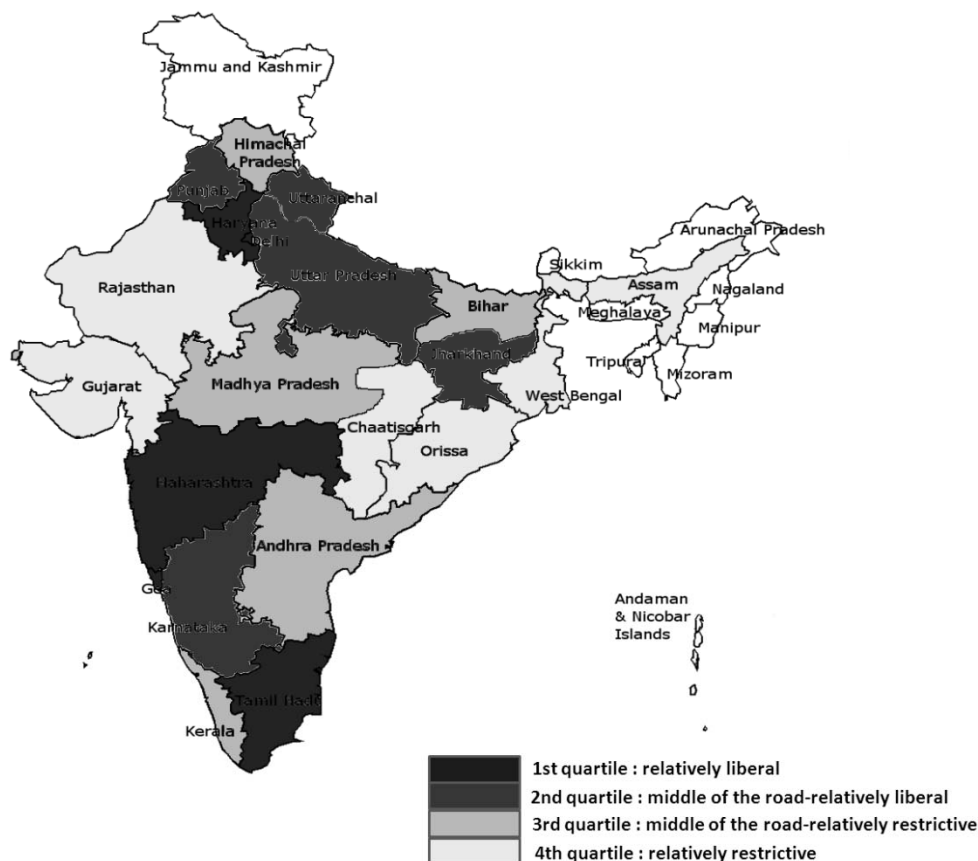 Jammu and Kashmir
Himachal
Pradesh
Punjab
Uttaranchal
Haryana
Delhi
Arunachal Pradesh
Sikkim
Uttar Pradesh
Rajasthan
Assam
Nagaland
Bihar
Meghalaya
Manipur
Jharkhand
Tripura
Mizoram
Gujarat
Madhya Pradesh
West Bengal
Chaatisgarh
Orissa
Maharashtra
Andhra Pradesh
Goa
Andaman
& Nicobar
Islands
Karnataka
Tamil Nadu
Kerala
1st quartile : relatively liberal
2nd quartile : middle of the road-relatively liberal
3rd quartile : middle of the road-relatively restrictive
4th quartile : relatively restrictive